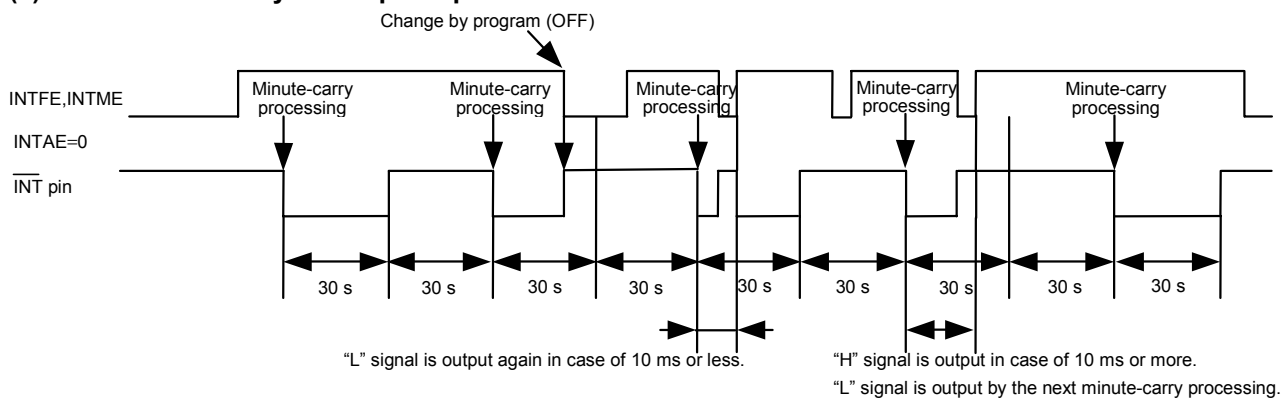 Change by program (OFF)
INTFE,INTME
Minute-carry processing
Minute-carry processing
Minute-carry processing
Minute-carry processing
Minute-carry processing
INTAE=0
INT pin
30 s
30 s
30 s
30 s
30 s
30 s
30 s
30 s
30 s
“L” signal is output again in case of 10 ms or less.
“H” signal is output in case of 10 ms or more.
“L” signal is output by the next minute-carry processing.